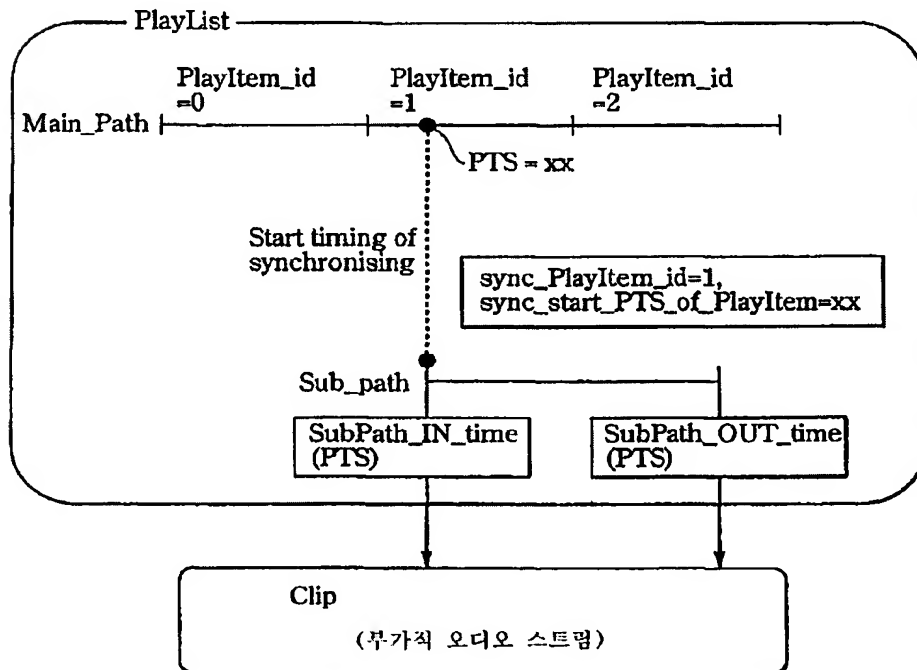 PlayList
PlayItem_id
=0
PlayItem_id
=1
PlayItem_id
=2
Main_Path
PTS = xx
Start timing of
synchronising
sync_PlayItem_id=1,
sync_start_PTS_of_PlayItem=xx
Sub_path
SubPath_IN_time
(PTS)
SubPath_OUT_time
(PTS)
Clip
(부가적 오디오 스트림)